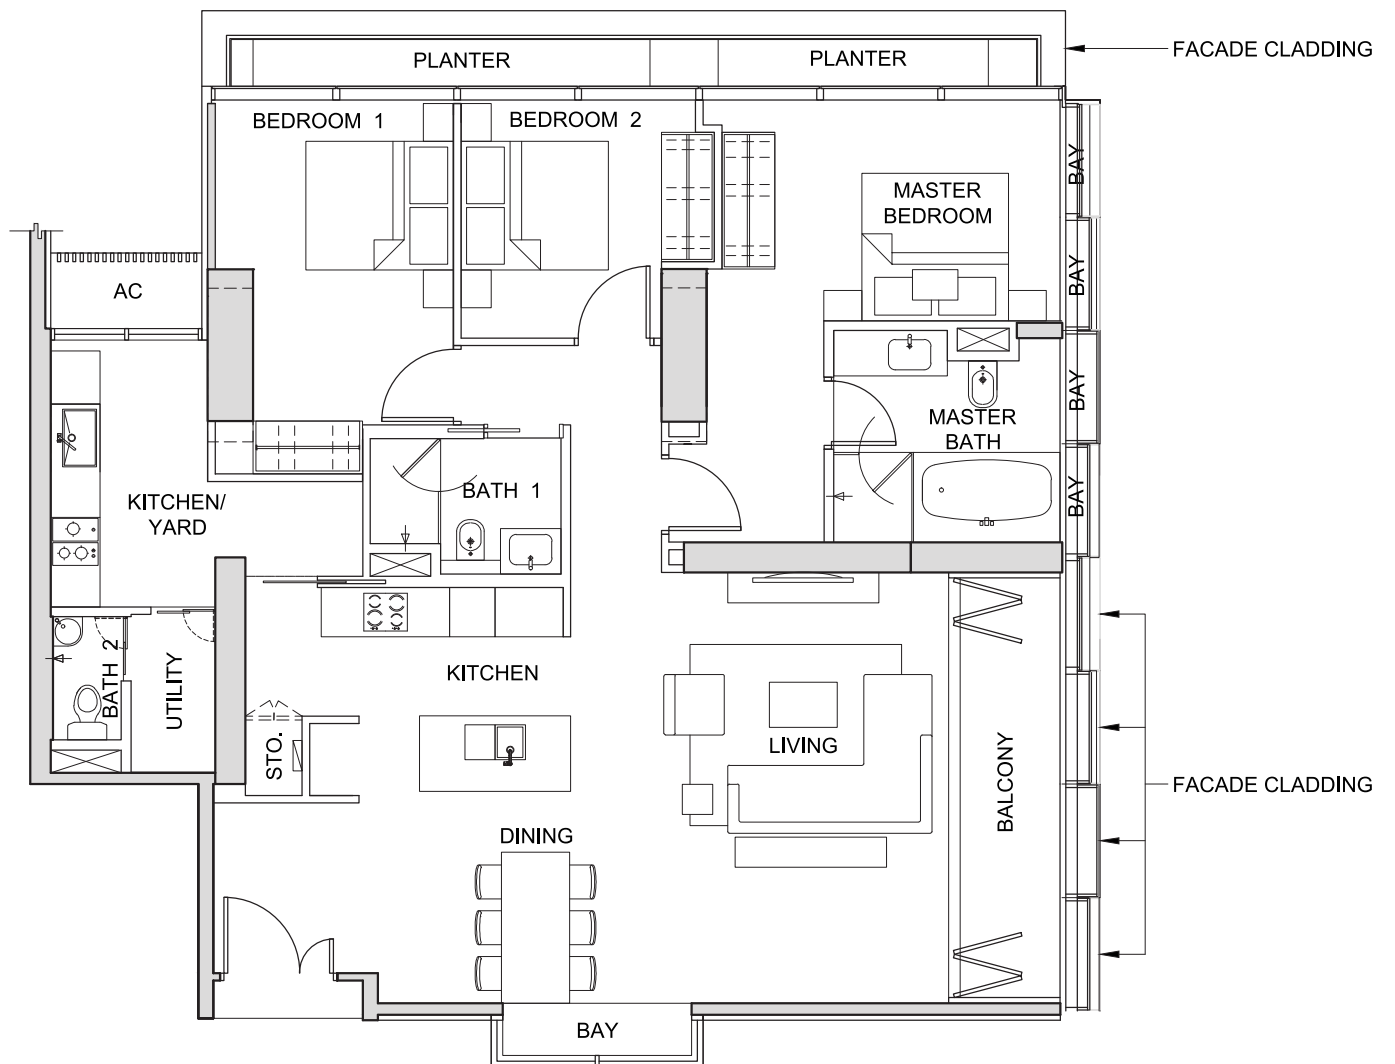 PLANTER
PLANTER
FACADE CLADDING
BEDROOM 1
BEDROOM 2
BAY
MASTER
BEDROOM
BAY
AC
BAY
MASTER
BATH
BATH 1
KITCHEN/
YARD
BAY
BATH 2
UTILITY
KITCHEN
STO.
LIVING
BALCONY
FACADE CLADDING
DINING
BAY